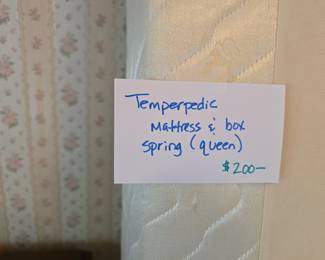 Temperpedic
Mattress & box
spring (queen)
$200—